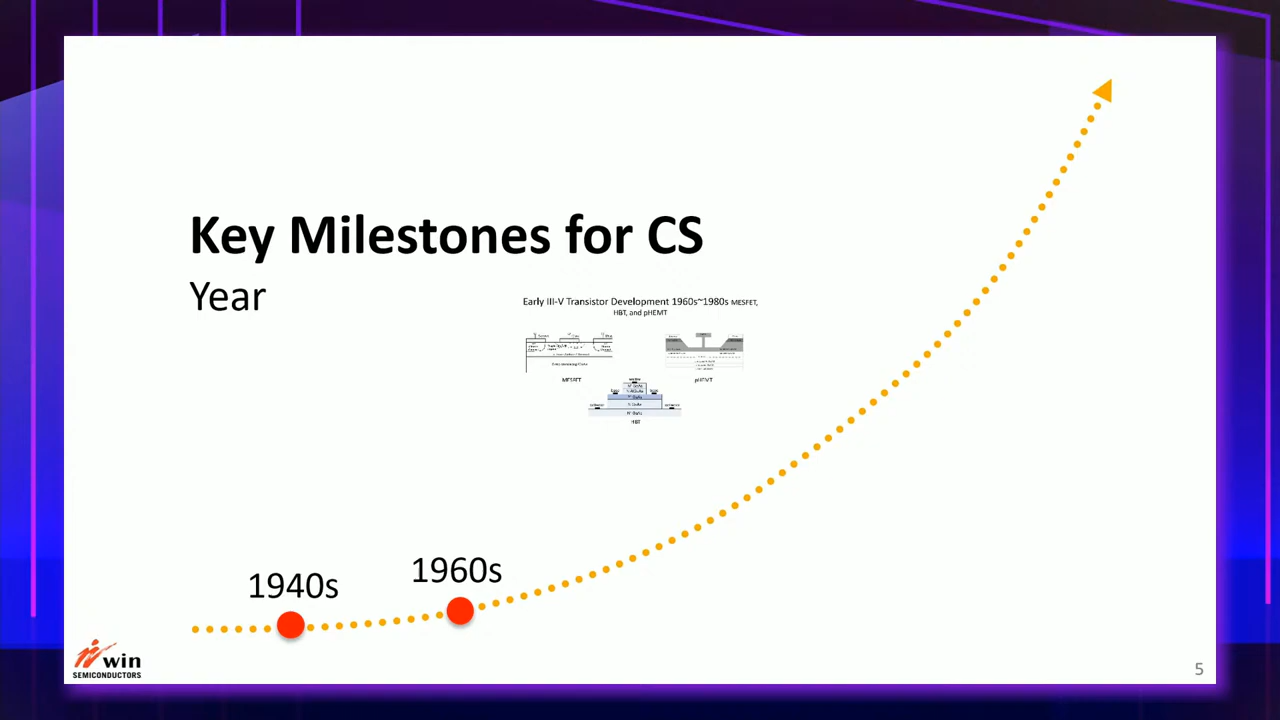 Key Milestones for CS
Year
Early III-V Transistor Development 1960s~1980s MESFET,
HBT, and pHEMT
MESFET
pHEMT
HBT
1940s
1960s
win
SEMICONDUCTORS
5